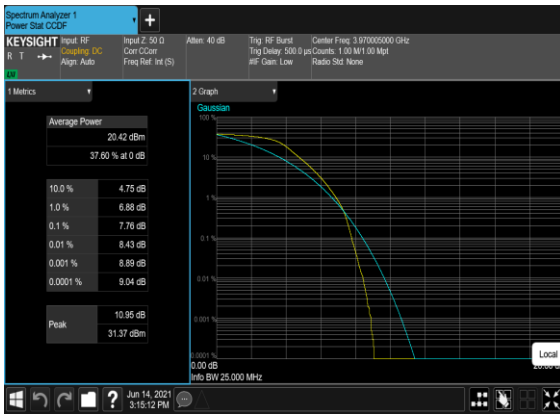 Spectrum Analyzer 1
Power Stat CCDF
+
KEYSIGHT
R T
Input: RF
Coupling: DC
Align: Auto
Input Z: 50 Ω
Corr CCorr
Freq Ref: Int (S)
Atten: 40 dB
Trig: RF Burst
Trig Delay: 500.0 µs
#IF Gain: Low
Center Freq: 3.970005000 GHz
Counts: 1.00 M/1.00 Mpt
Radio Std: None
1 Metrics
2 Graph
Average Power
20.42 dBm
37.60 % at 0 dB
10.0 % 4.75 dB
1.0 % 6.88 dB
0.1 % 7.76 dB
0.01 % 8.43 dB
0.001 % 8.89 dB
0.0001 % 9.04 dB
Peak
10.95 dB
31.37 dBm
Gaussian
100 %
10 %
1 %
0.1 %
0.01 %
0.001 %
0.0001 %
0.00 dB
Info BW 25.000 MHz
Local
?
Jun 14, 2021
3:15:12 PM